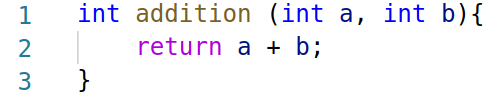 1 int addition (int a, int b){
2     return a + b;
3 }